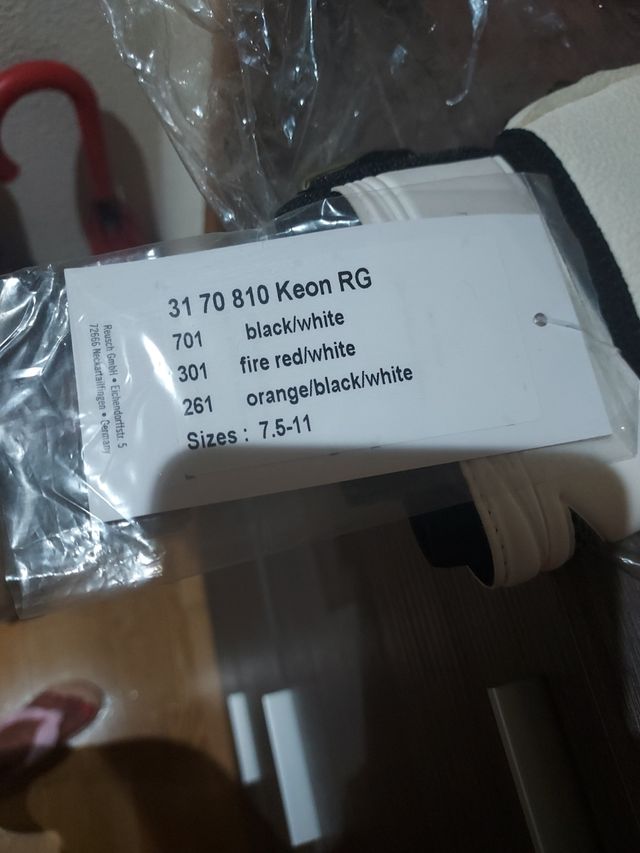 31 70 810 Keon RG
701 black/white
301 fire red/white
261 orange/black/white
Sizes : 7.5-11
Reusch GmbH • Eichendorffstr. 5
72666 Neckartailfingen • Germany